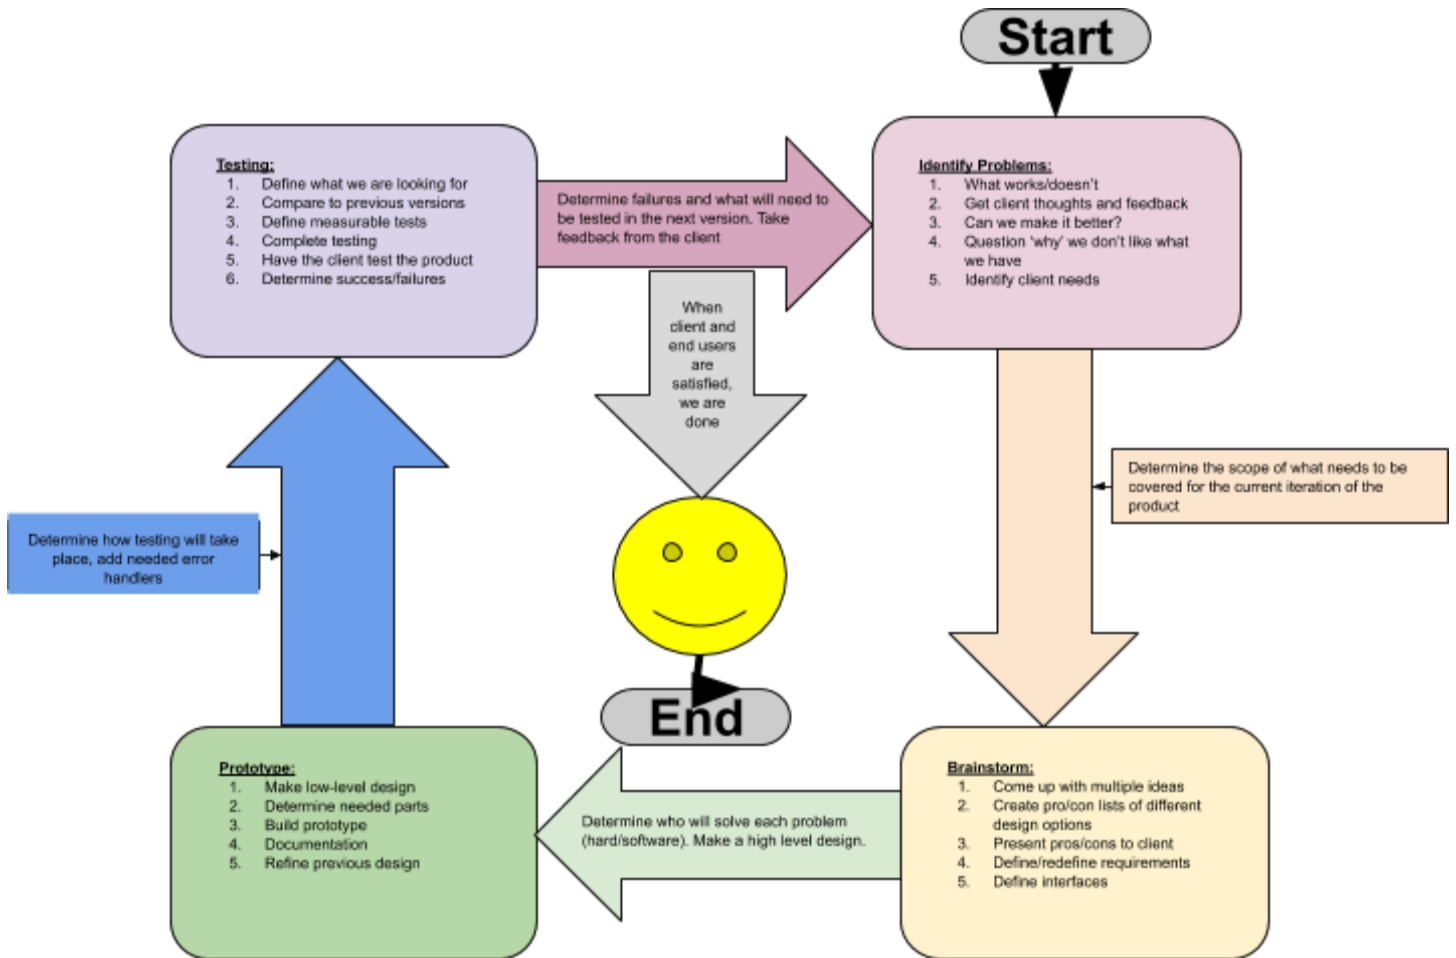 Start
Testing:
1. Define what we are looking for
2. Compare to previous versions
3. Define measurable tests
4. Complete testing
5. Have the client test the product
6. Determine success/failures
Determine failures and what will need to
be tested in the next version. Take
feedback from the client
Identify Problems:
1. What works/doesn't
2. Get client thoughts and feedback
3. Can we make it better?
4. Question 'why' we don't like what
we have
5. Identify client needs
When
client and
end users
are
satisfied,
we are
done
Determine the scope of what needs to be
covered for the current iteration of the
product
Determine how testing will take
place, add needed error
handlers
End
Prototype:
1. Make low-level design
2. Determine needed parts
3. Build prototype
4. Documentation
5. Refine previous design
Determine who will solve each problem
(hard/software). Make a high level design.
Brainstorm:
1. Come up with multiple ideas
2. Create pro/con lists of different
design options
3. Present pros/cons to client
4. Define/redefine requirements
5. Define interfaces